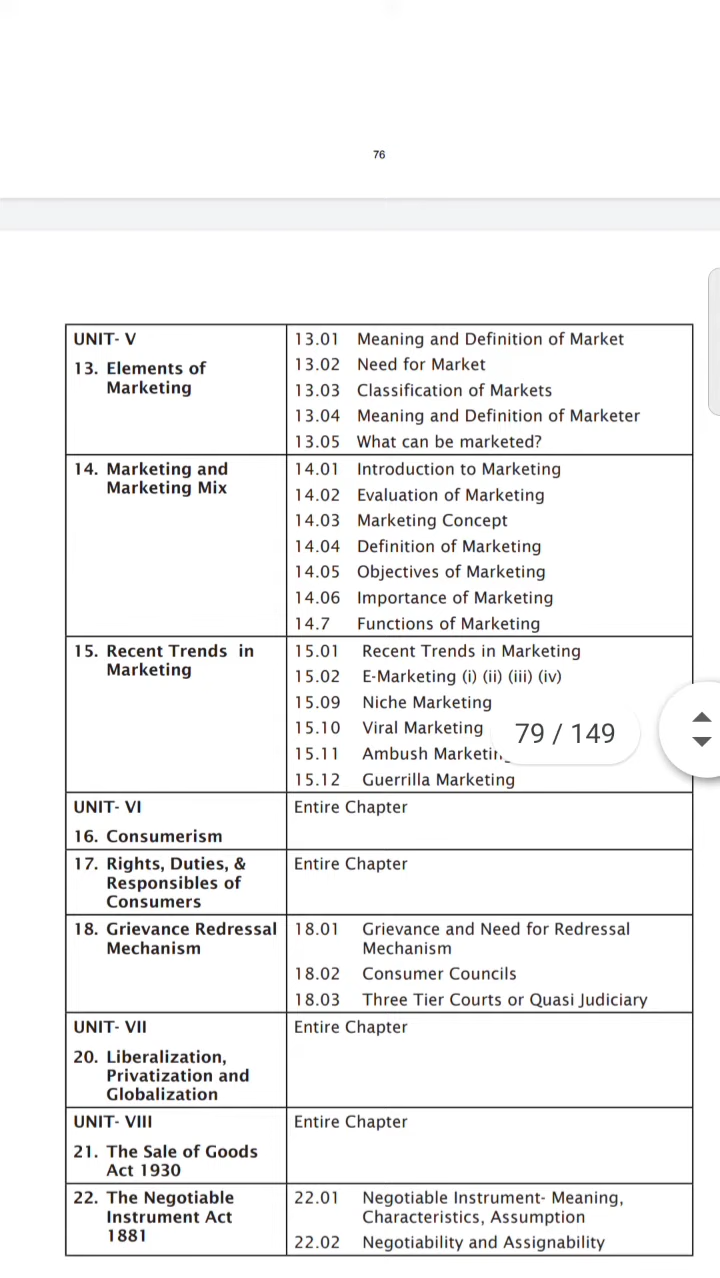 76
UNIT- V
13. Elements of
Marketing
13.01 Meaning and Definition of Market
13.02 Need for Market
13.03 Classification of Markets
13.04 Meaning and Definition of Marketer
13.05 What can be marketed?
14. Marketing and
Marketing Mix
14.01 Introduction to Marketing
14.02 Evaluation of Marketing
14.03 Marketing Concept
14.04 Definition of Marketing
14.05 Objectives of Marketing
14.06 Importance of Marketing
14.7 Functions of Marketing
15. Recent Trends in
Marketing
15.01 Recent Trends in Marketing
15.02 E-Marketing (i) (ii) (iii) (iv)
15.09 Niche Marketing
15.10 Viral Marketing
15.11 Ambush
15.12 Guerrilla Marketing
79 / 149
UNIT- VI
16. Consumerism
Entire Chapter
17. Rights, Duties, &
Responsibles of
Consumers
Entire Chapter
18. Grievance Redressal
Mechanism
18.01 Grievance and Need for Redressal
Mechanism
18.02 Consumer Councils
18.03 Three Tier Courts or Quasi Judiciary
UNIT- VII
20. Liberalization,
Privatization and
Globalization
Entire Chapter
UNIT- VIII
21. The Sale of Goods
Act 1930
Entire Chapter
22. The Negotiable
Instrument Act
1881
22.01 Negotiable Instrument- Meaning,
Characteristics, Assumption
22.02 Negotiability and Assignability